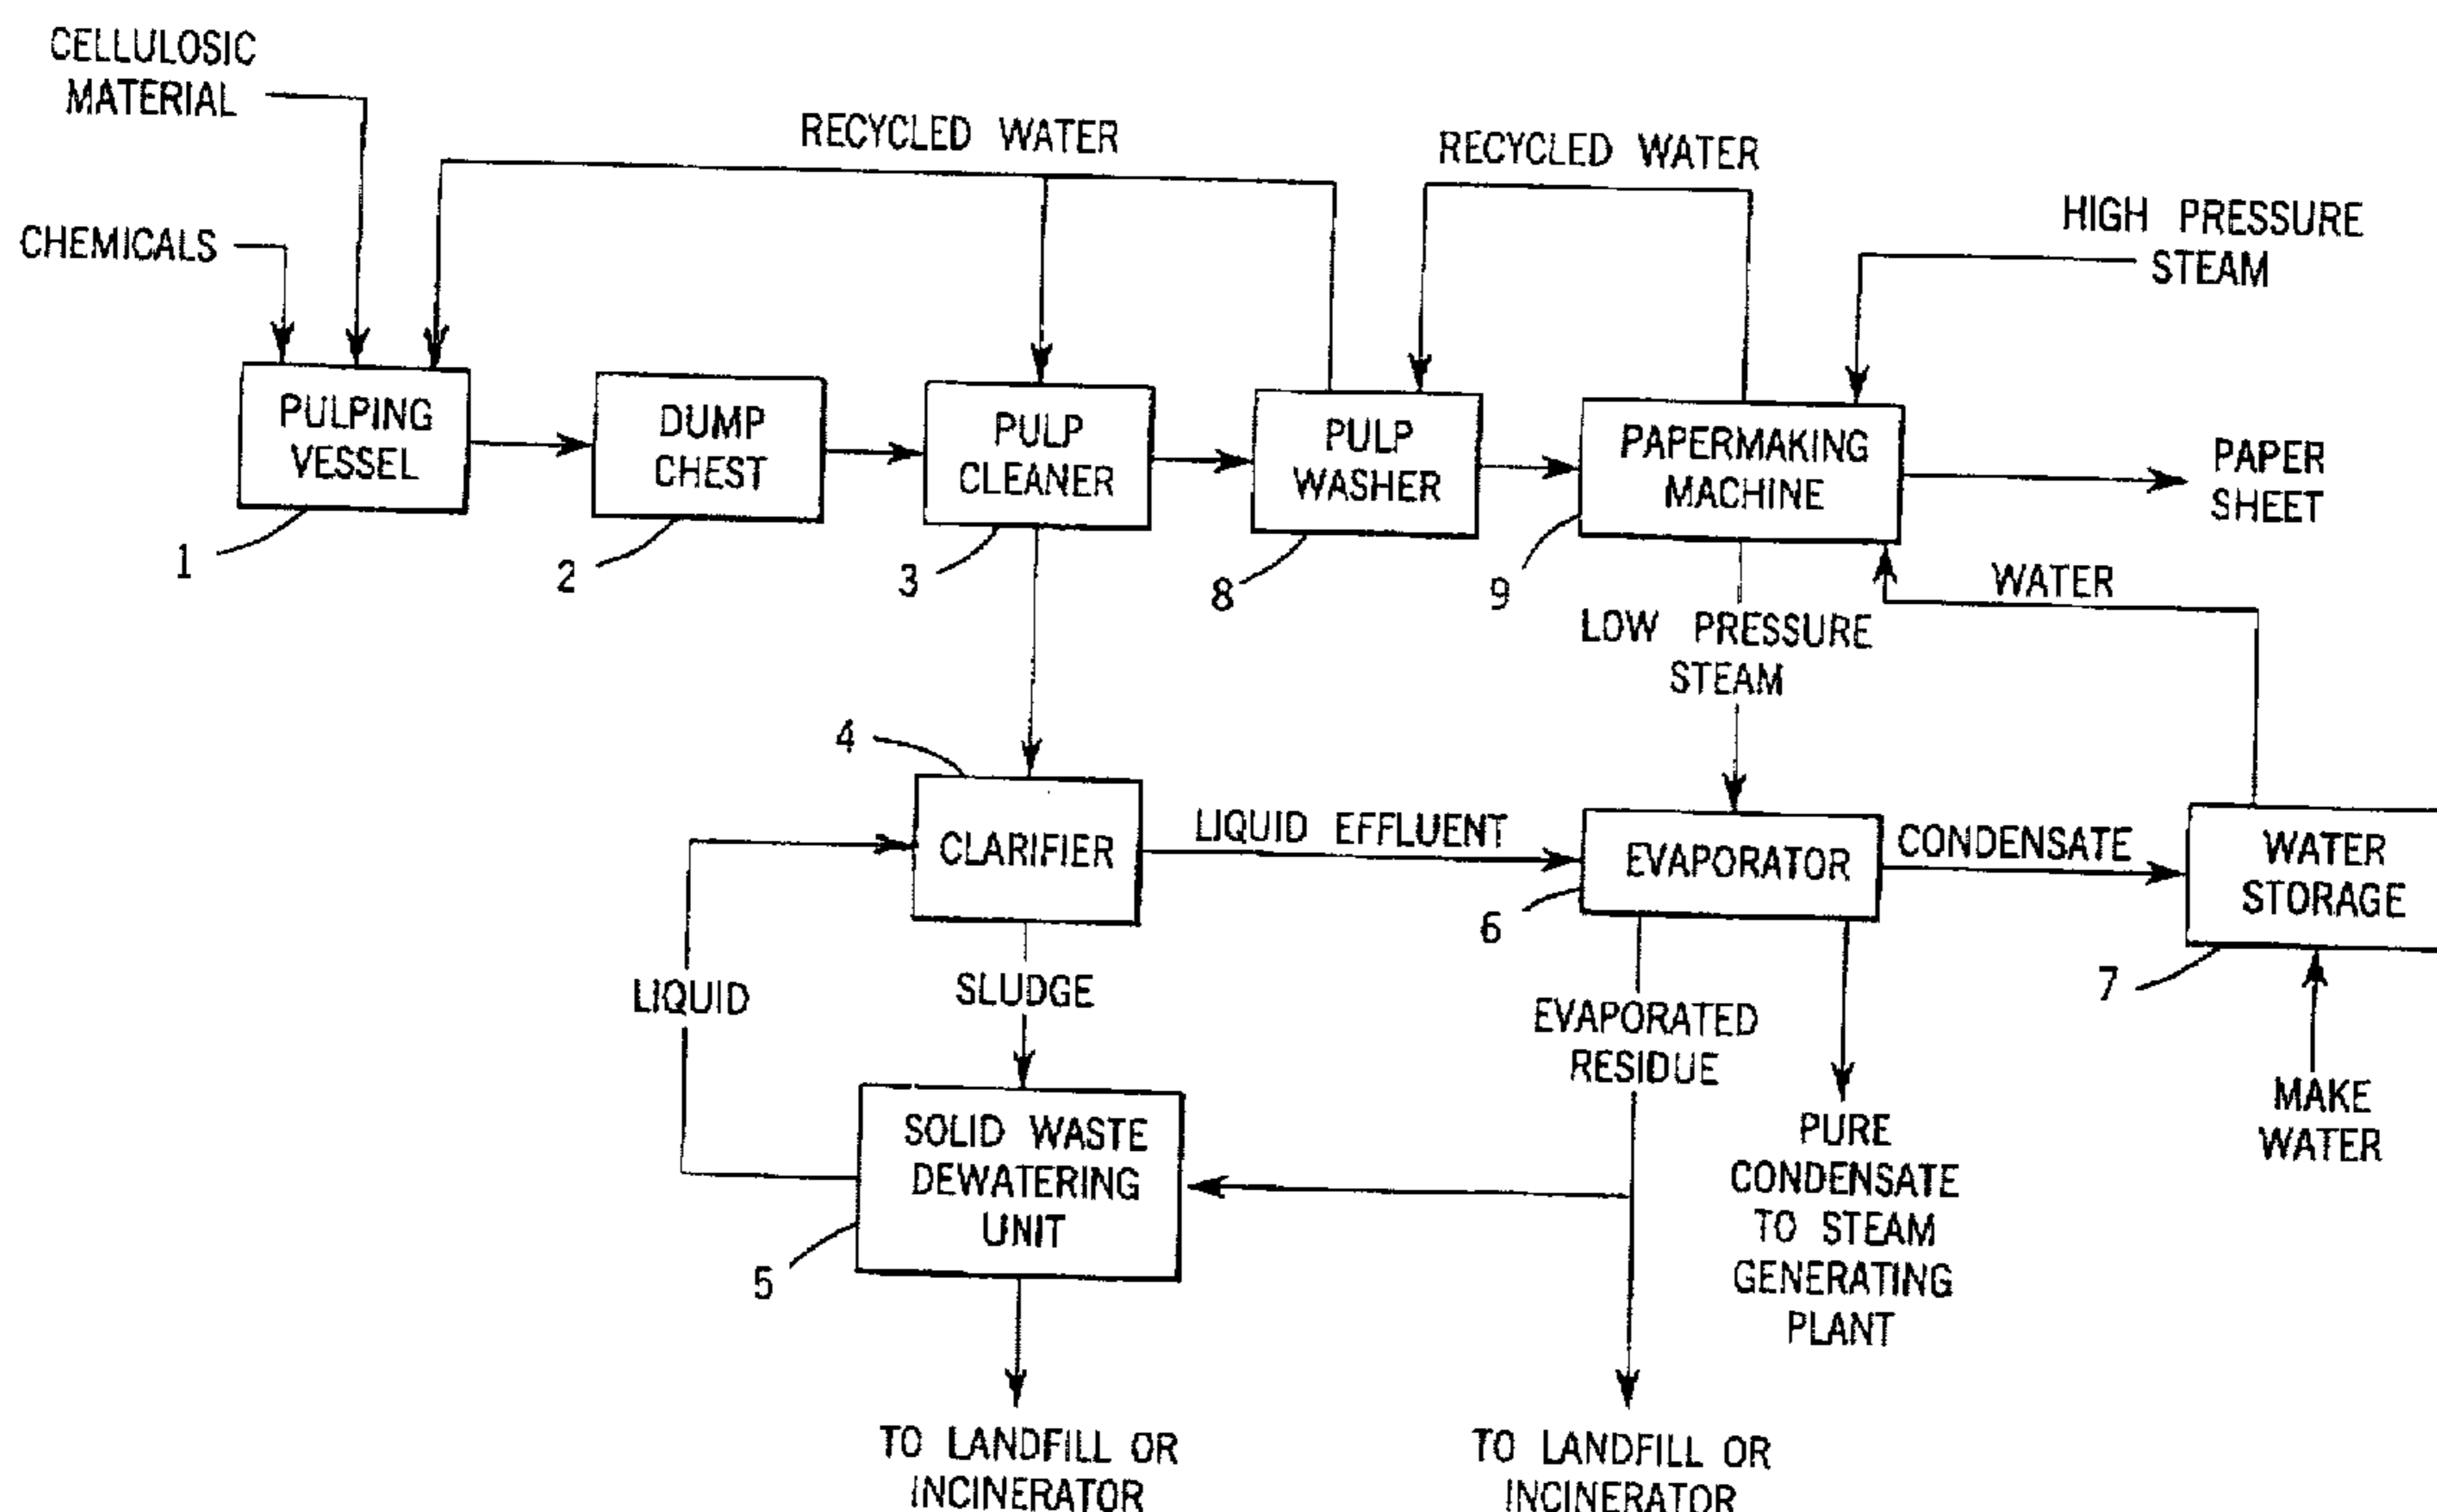 CELLULOSIC
MATERIAL
RECYCLED WATER
RECYCLED WATER
CHEMICALS
HIGH PRESSURE
STEAM
PULPING
VESSEL
DUMP
CHEST
PULP
CLEANER
PULP
WASHER
PAPERMAKING
MACHINE
PAPER
SHEET
1
2
3
8
9
WATER
LOW PRESSURE
STEAM
4
CLARIFIER
LIQUID EFFLUENT
EVAPORATOR
CONDENSATE
WATER
STORAGE
6
7
LIQUID
SLUDGE
EVAPORATED
RESIDUE
MAKE
WATER
SOLID WASTE
DEWATERING
UNIT
5
PURE
CONDENSATE
TO STEAM
GENERATING
PLANT
TO LANDFILL OR
INCINERATOR
TO LANDFILL OR
INCINERATOR